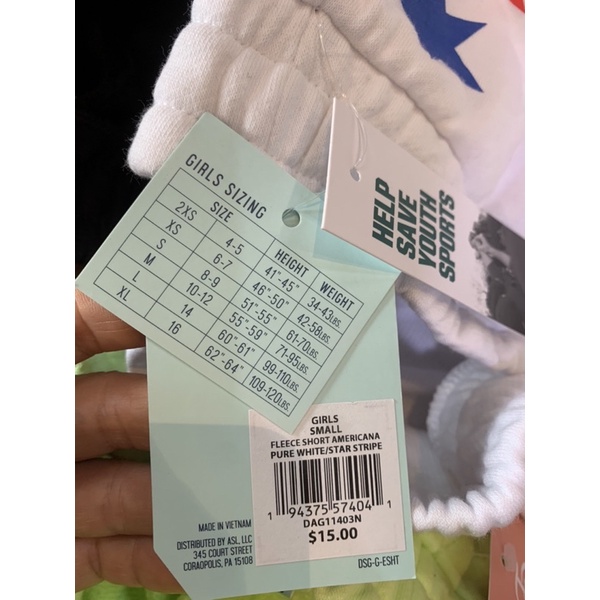 GIRLS SIZING
SIZE HEIGHT WEIGHT
2XS 4-5 41"-45" 34-43LBS.
XS 6-7 46"-50" 42-58LBS.
S 8-9 51"-55" 61-70LBS.
M 10-12 55"-59" 71-95LBS.
L 14 60"-61" 99-110LBS.
XL 16 62"-64" 109-120LBS.
HELP
SAVE
YOUTH
SPORTS
GIRLS
SMALL
FLEECE SHORT AMERICANA
PURE WHITE/STAR STRIPE
1 94375 57404 1
DAG11403N
$15.00
MADE IN VIETNAM
DISTRIBUTED BY ASL, LLC
345 COURT STREET
CORAOPOLIS, PA 15108
DSG-G-ESHT